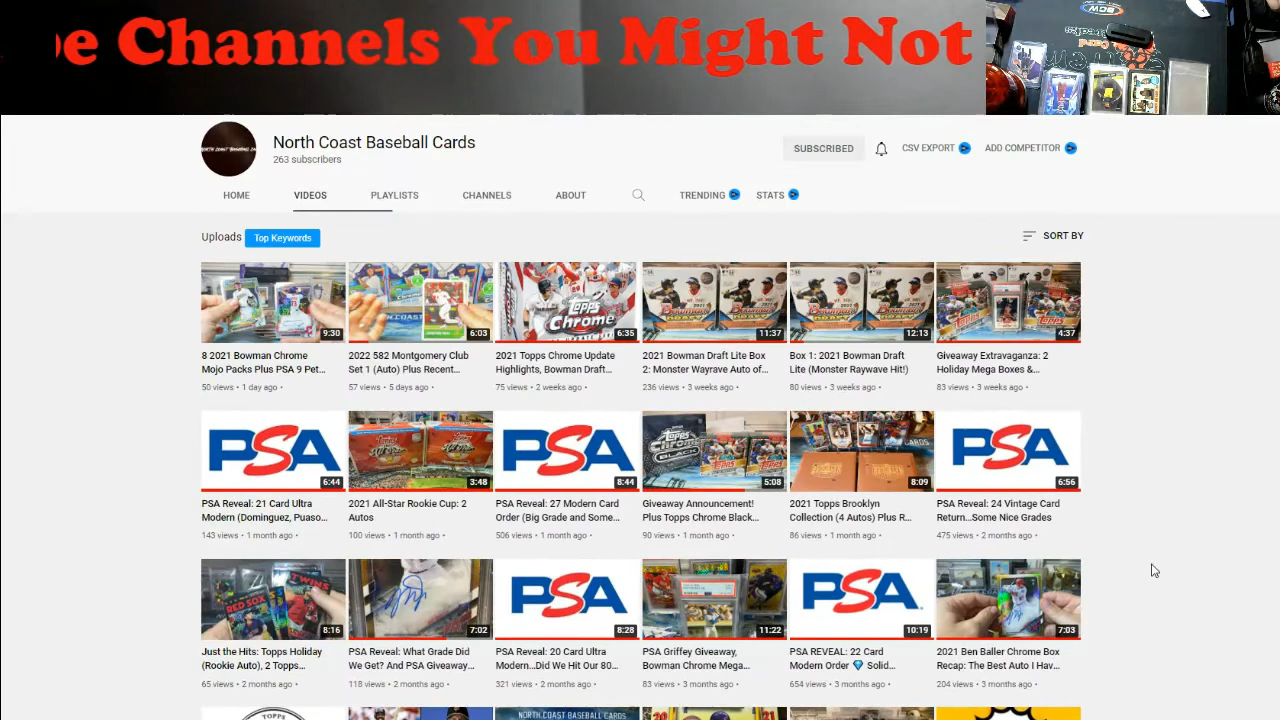 e Channels You Might Not
North Coast Baseball Cards
263 subscribers
SUBSCRIBED
CSV EXPORT
ADD COMPETITOR
HOME
VIDEOS
PLAYLISTS
CHANNELS
ABOUT
TRENDING
STATS
Uploads
Top Keywords
SORT BY
9:30
6:03
Topps Chrome
6:35
11:37
12:13
4:37
8 2021 Bowman Chrome
Mojo Packs Plus PSA 9 Pet...
50 views • 1 day ago •
2022 582 Montgomery Club
Set 1 (Auto) Plus Recent...
57 views • 5 days ago •
2021 Topps Chrome Update
Highlights, Bowman Draft...
75 views • 2 weeks ago •
2021 Bowman Draft Lite Box
2: Monster Wayrave Auto of...
236 views • 3 weeks ago •
Box 1: 2021 Bowman Draft
Lite (Monster Raywave Hit!)
80 views • 3 weeks ago •
Giveaway Extravaganza: 2
Holiday Mega Boxes &...
83 views • 3 weeks ago •
PSA
6:44
3:48
PSA
8:44
5:08
8:09
PSA
6:56
PSA Reveal: 21 Card Ultra
Modern (Dominguez, Puaso...
143 views • 1 month ago •
2021 All-Star Rookie Cup: 2
Autos
100 views • 1 month ago •
PSA Reveal: 27 Modern Card
Order (Big Grade and Some...
506 views • 1 month ago •
Giveaway Announcement!
Plus Topps Chrome Black...
90 views • 1 month ago •
2021 Topps Brooklyn
Collection (4 Autos) Plus R...
86 views • 1 month ago •
PSA Reveal: 24 Vintage Card
Return...Some Nice Grades
475 views • 2 months ago •
RED SOX
TWINS
8:16
7:02
PSA
8:28
11:22
PSA
10:19
7:03
Just the Hits: Topps Holiday
(Rookie Auto), 2 Topps...
65 views • 2 months ago •
PSA Reveal: What Grade Did
We Get? And PSA Giveaway...
118 views • 2 months ago •
PSA Reveal: 20 Card Ultra
Modern...Did We Hit Our 80...
321 views • 2 months ago •
PSA Griffey Giveaway,
Bowman Chrome Mega...
83 views • 3 months ago •
PSA REVEAL: 22 Card
Modern Order 💎 Solid...
654 views • 3 months ago •
2021 Ben Baller Chrome Box
Recap: The Best Auto I Hav...
204 views • 3 months ago •
TOPPS
NORTH COAST BASEBALL CARDS